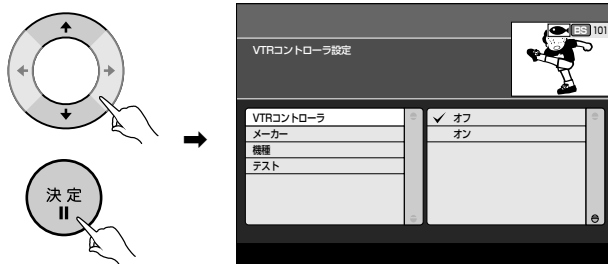 決定
VTRコントローラ設定
BS 101
VTRコントローラ
メーカー
機種
テスト
オフ
オン